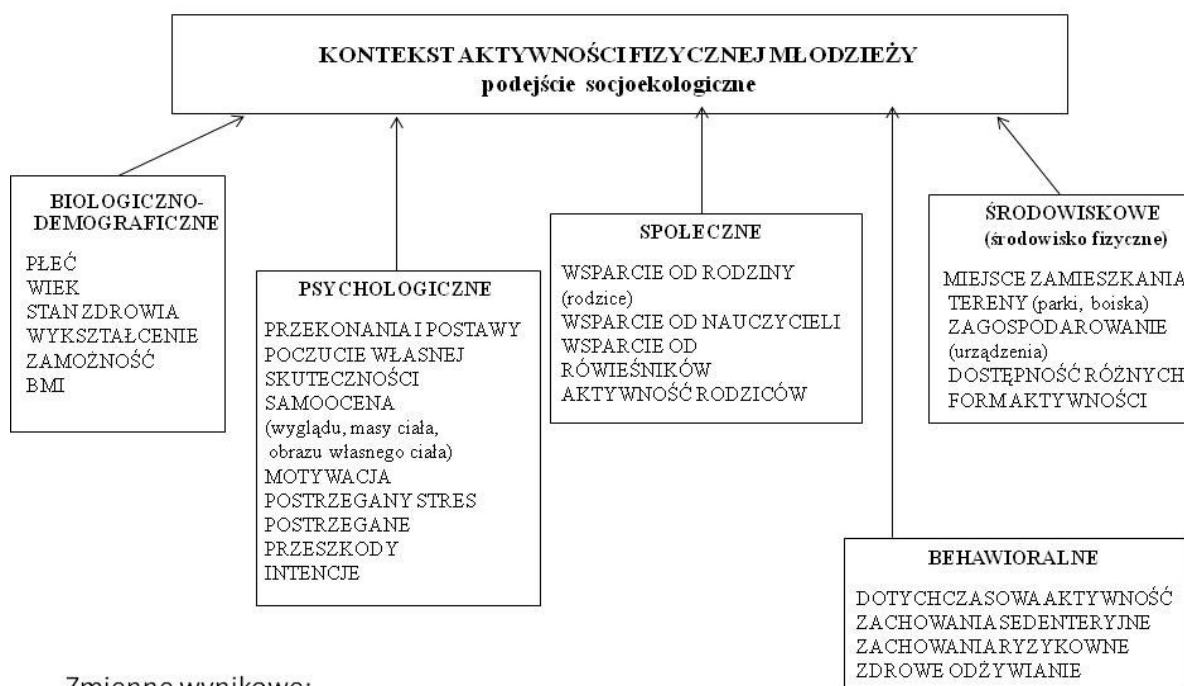 KONTEKST AKTYWNOŚCI FIZYCZNEJ MŁODZIEŻY
podejście socjoekologiczne
BIOLOGICZNO-
DEMOGRAFICZNE
PŁEĆ
WIEK
STAN ZDROWIA
WYKSZTAŁCENIE
ZAMOŻNOŚĆ
BMI
PSYCHOLOGICZNE
PRZEKONANIA I POSTAWY
POCZUCIE WŁASNEJ
SKUTECZNOŚCI
SAMOOCENA
(wyglądu, masy ciała,
obrazu własnego ciała)
MOTYWACJA
POSTRZEGANY STRES
POSTRZEGANE
PRZESZKODY
INTENCJE
SPOŁECZNE
WSPARCIE OD RODZINY
(rodzice)
WSPARCIE OD NAUCZYCIELI
WSPARCIE OD
RÓWIEŚNIKÓW
AKTYWNOŚĆ RODZICÓW
ŚRODOWISKOWE
(środowisko fizyczne)
MIEJSCE ZAMIESZKANIA
TERENY (parki, boiska)
ZAGOSPODAROWANIE
(urządzenia)
DOSTĘPNOŚĆ RÓŻNYCH
FORM AKTYWNOŚCI
BEHAWIORALNE
DOTYCHCZASOWA AKTYWNOŚĆ
ZACHOWANIA SEDENTERYJNE
ZACHOWANIA RYZYKOWNE
ZDROWE ODŻYWIANIE
Zmienne wynikowe: